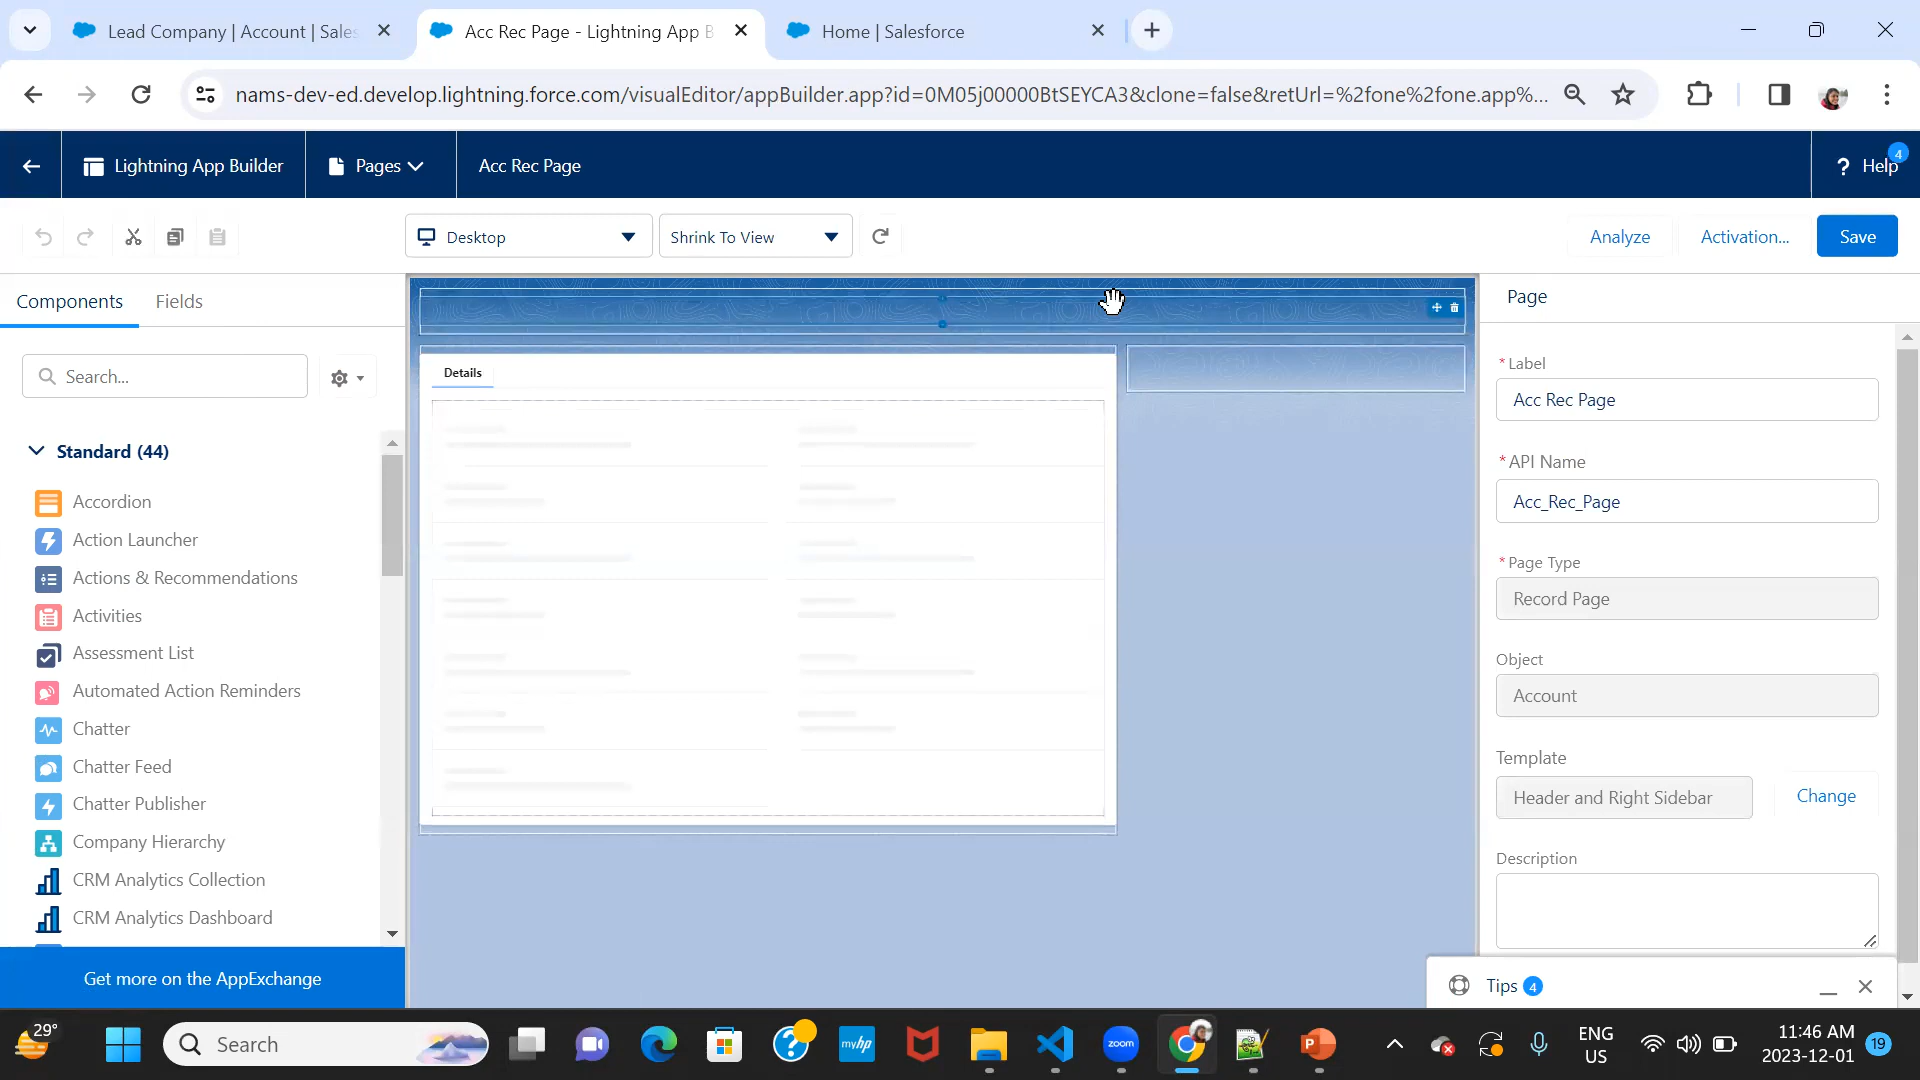 Lead Company | Account | Sales
Acc Rec Page - Lightning App B
Home | Salesforce
nams-dev-ed.develop.lightning.force.com/visualEditor/appBuilder.app?id=0M05j00000BtSEYCA3&clone=false&retUrl=%2fone%2fone.app%...
Lightning App Builder
Pages
Acc Rec Page
? Help
4
Desktop
Shrink To View
Analyze
Activation...
Save
Components
Fields
Search...
Standard (44)
Accordion
Action Launcher
Actions & Recommendations
Activities
Assessment List
Automated Action Reminders
Chatter
Chatter Feed
Chatter Publisher
Company Hierarchy
CRM Analytics Collection
CRM Analytics Dashboard
Get more on the AppExchange
Details
Page
* Label
Acc Rec Page
* API Name
Acc_Rec_Page
* Page Type
Record Page
Object
Account
Template
Header and Right Sidebar
Change
Description
Tips 4
29°
Search
myhp
zoom
P
ENG
US
11:46 AM
2023-12-01
19